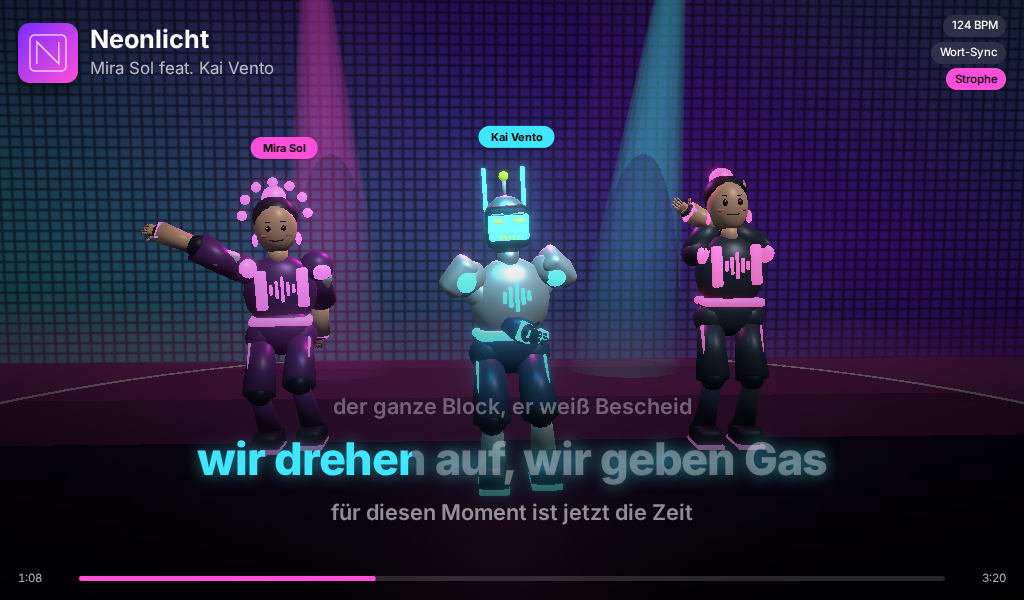 Neonlicht
Mira Sol feat. Kai Vento
124 BPM
Wort-Sync
Strophe
Mira Sol
Kai Vento
der ganze Block, er weiß Bescheid
wir drehen auf, wir geben Gas
für diesen Moment ist jetzt die Zeit
1:08
3:20